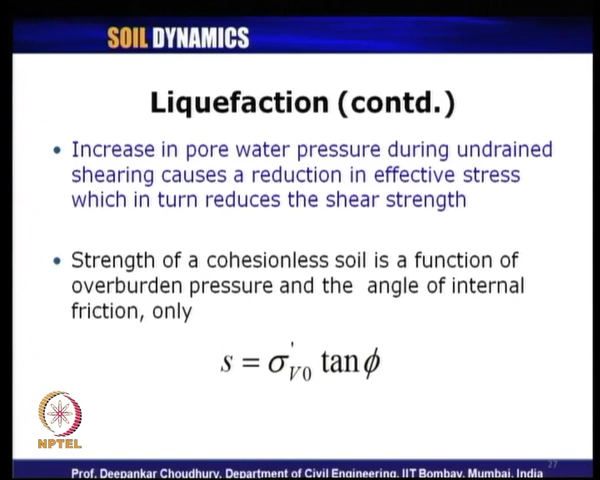 SOIL DYNAMICS
Liquefaction (contd.)
• Increase in pore water pressure during undrained
shearing causes a reduction in effective stress
which in turn reduces the shear strength
• Strength of a cohesionless soil is a function of
overburden pressure and the angle of internal
friction, only
s = σ'V0 tan ϕ
NPTEL
27
Prof. Deepankar Choudhury, Department of Civil Engineering, IIT Bombay, Mumbai, India